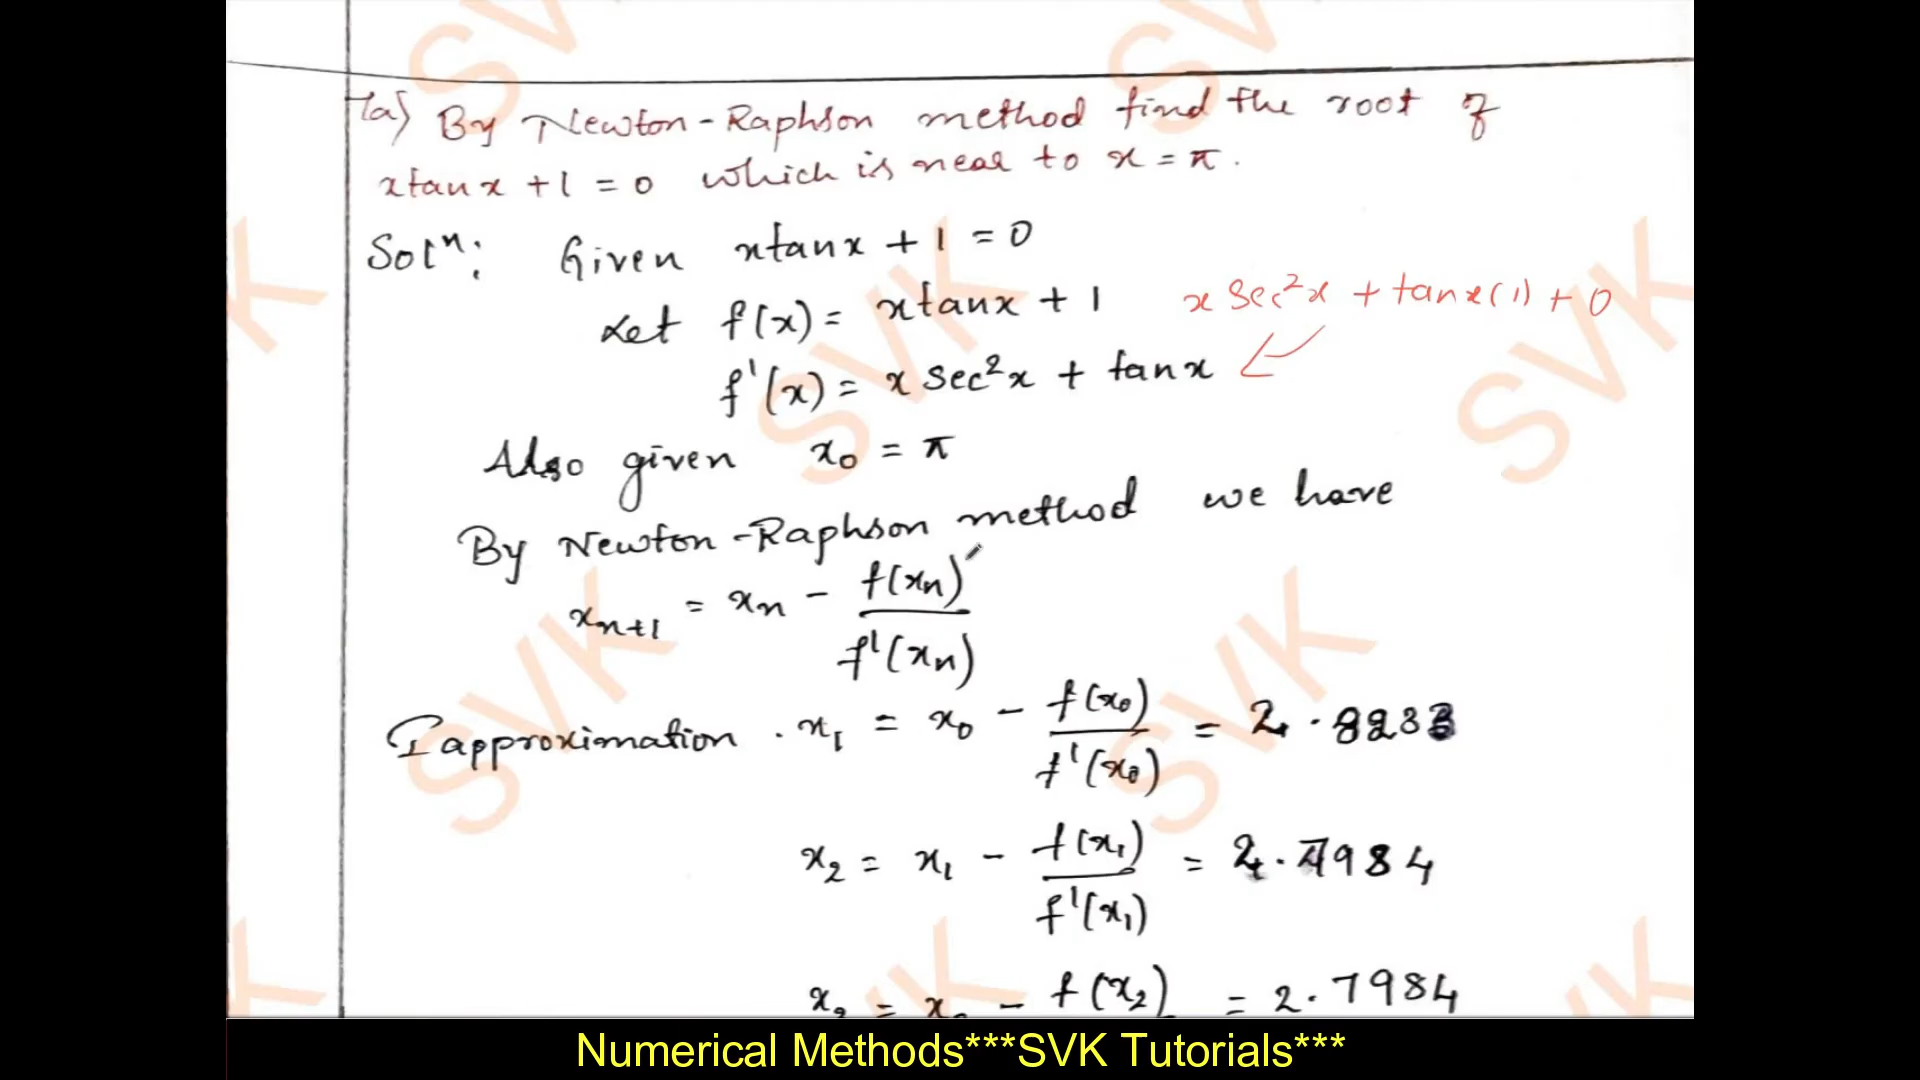 7a) By Newton-Raphson method find the root of
xtanx + 1 = 0 which is near to x = π.
Solⁿ: Given xtanx + 1 = 0
Let f(x) = xtanx + 1
x sec²x + tanx(1) + 0
f'(x) = x sec²x + tanx
Also given x₀ = π
By Newton-Raphson method we have
xₙ₊₁ = xₙ - f(xₙ) / f'(xₙ)
I approximation . x₁ = x₀ - f(x₀) / f'(x₀) = 2.8233
x₂ = x₁ - f(x₁) / f'(x₁) = 2.7984
= 2.7984
SVK
Numerical Methods***SVK Tutorials***